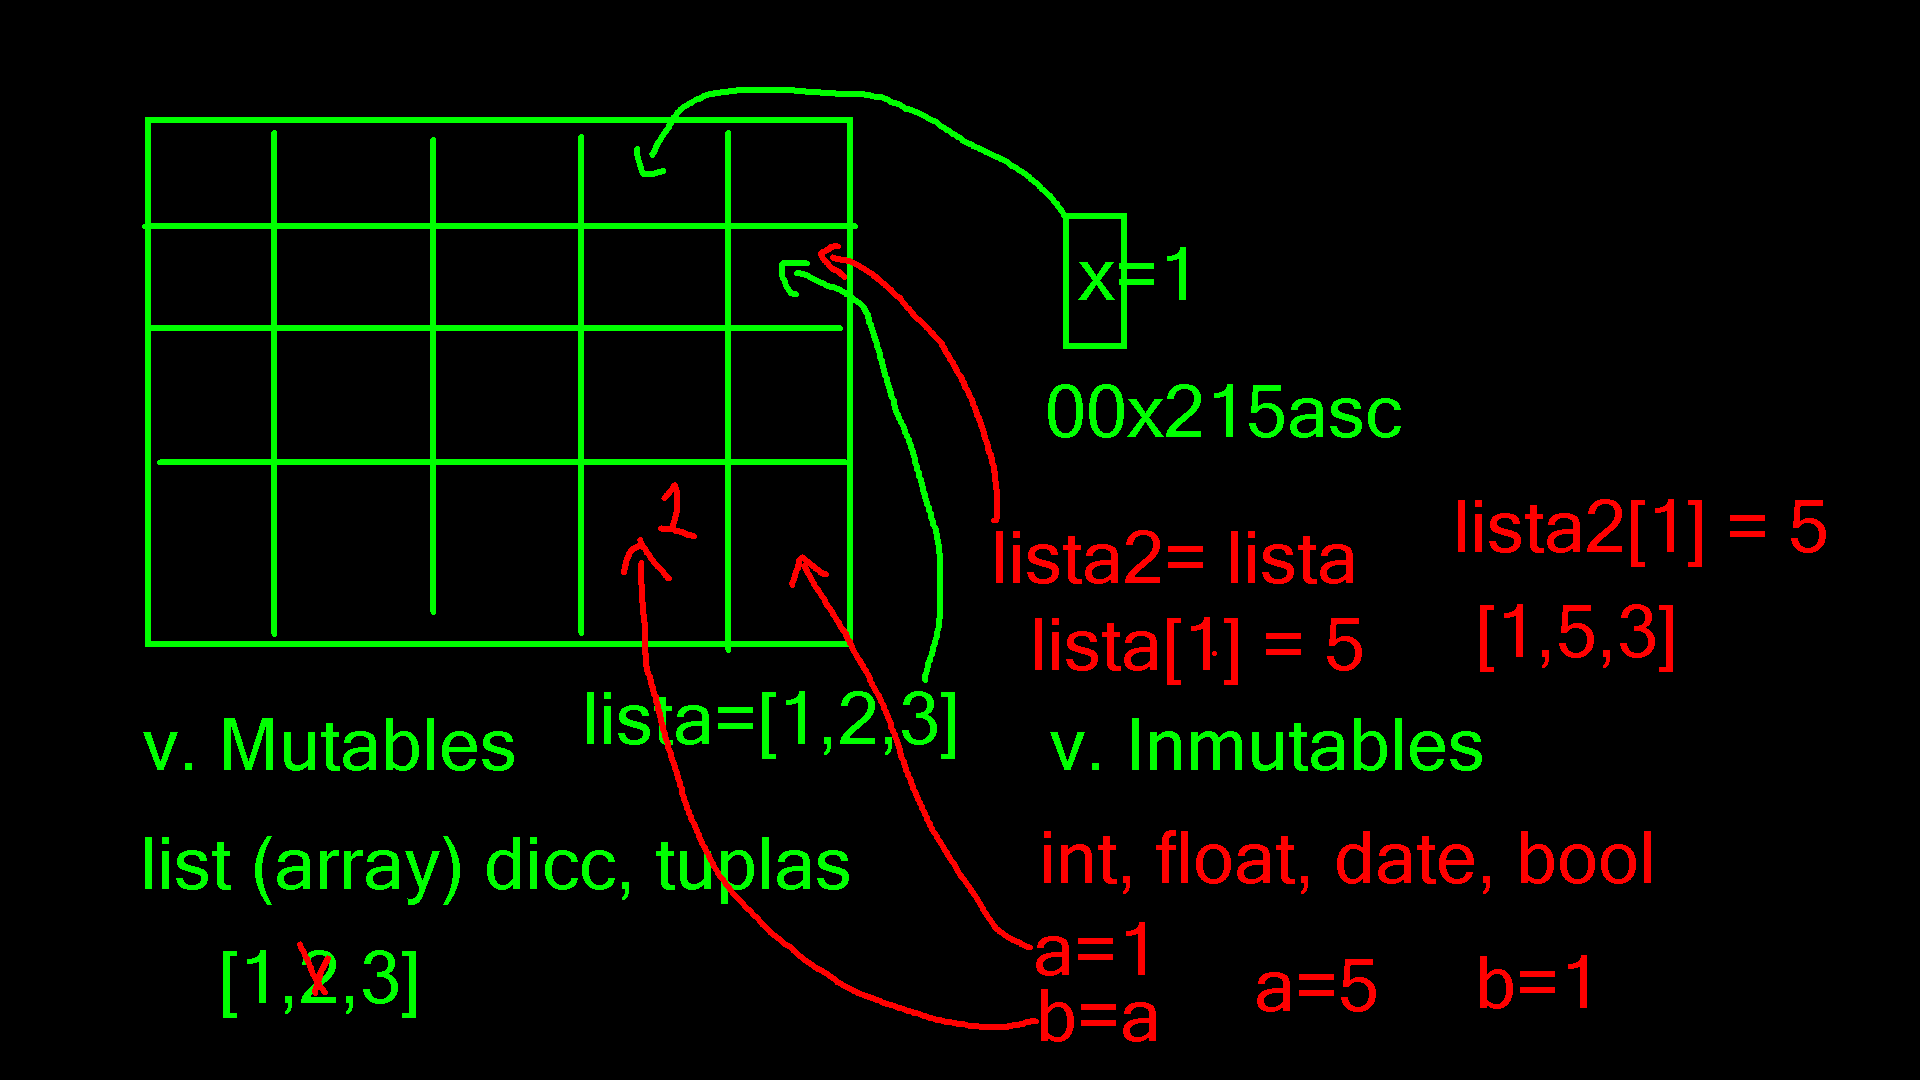 x=1
00x215asc
1
lista2= lista
lista2[1] = 5
lista[1] = 5
[1,5,3]
lista=[1,2,3]
v. Mutables
v. Inmutables
list (array) dicc, tuplas
int, float, date, bool
[1,2,3]
a=1
a=5
b=1
b=a